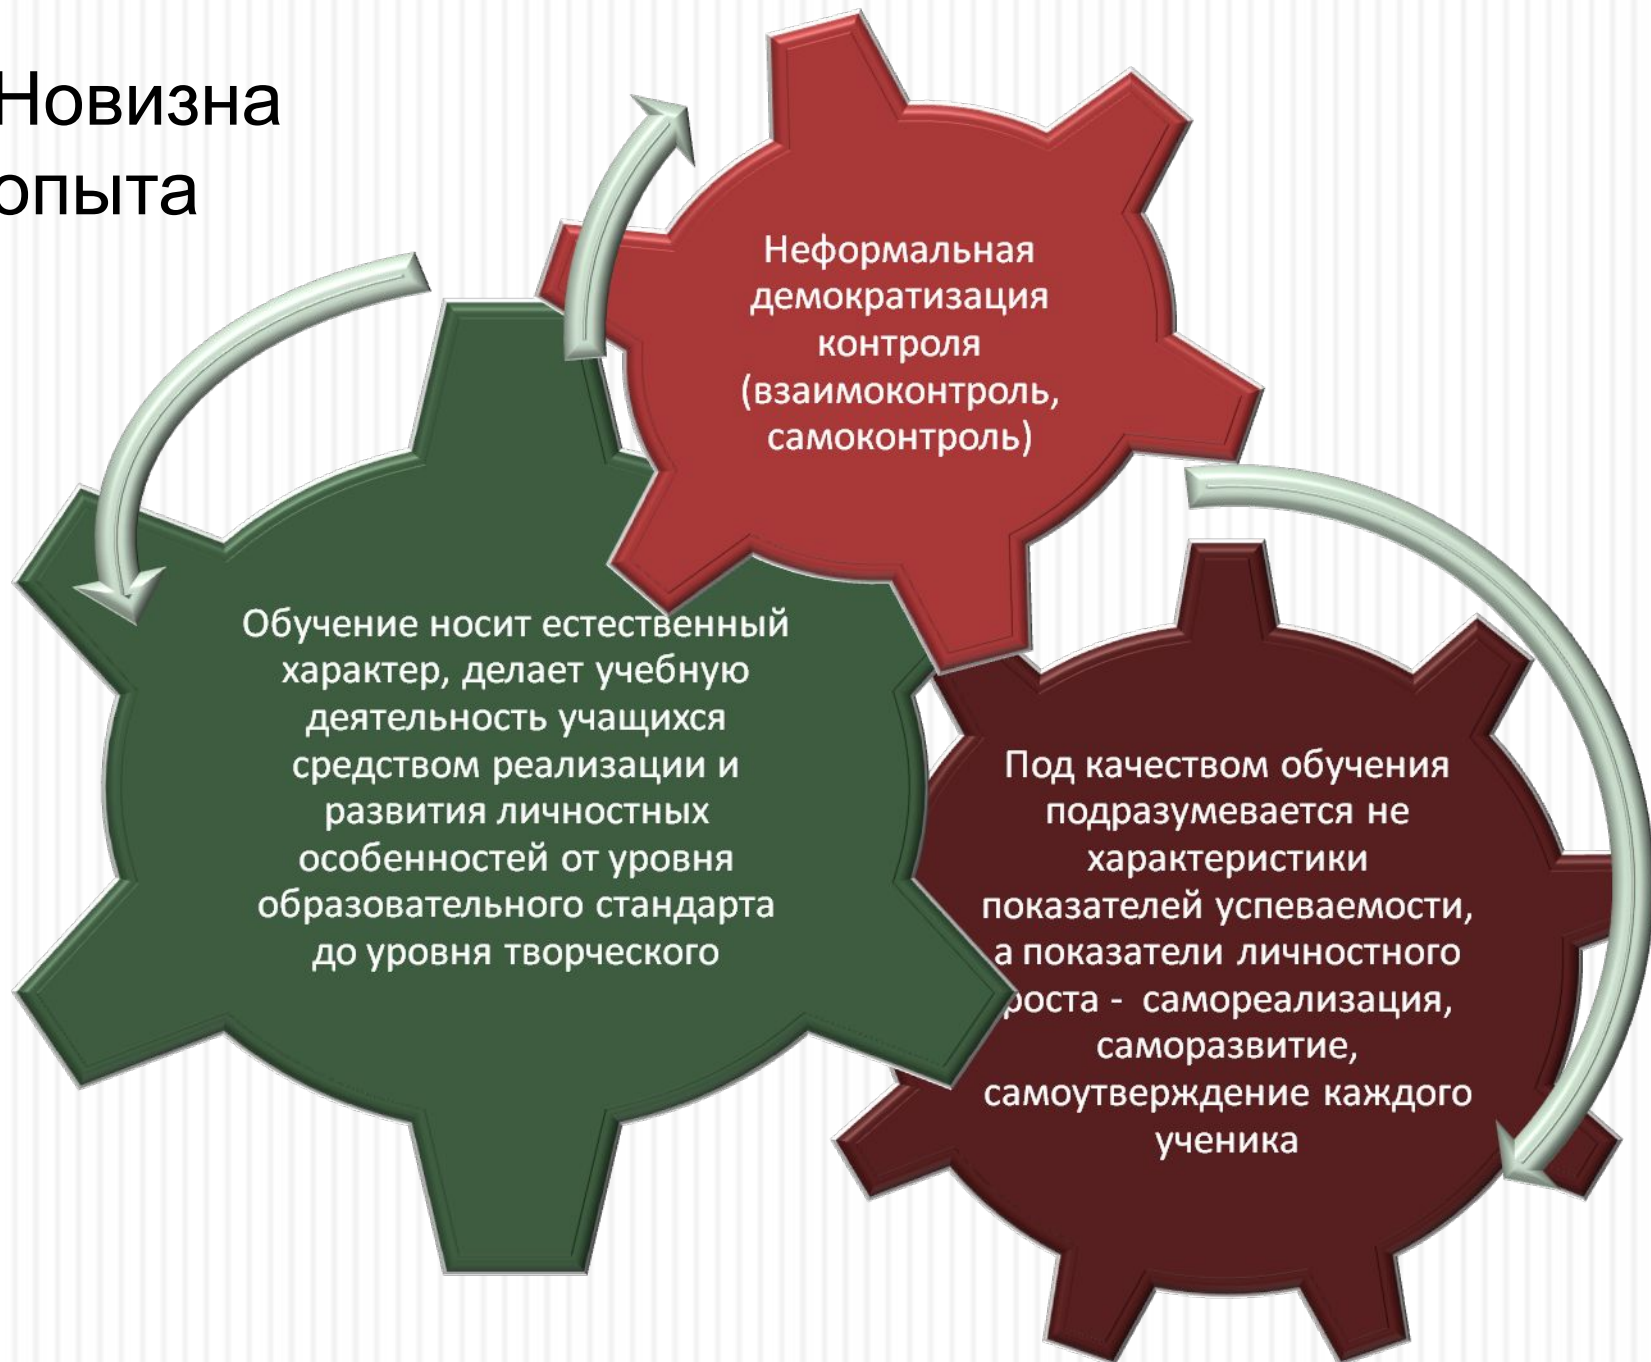 Новизна
опыта
Неформальная
демократизация
контроля
(взаимоконтроль,
самоконтроль)
Обучение носит естественный
характер, делает учебную
деятельность учащихся
средством реализации и
развития личностных
особенностей от уровня
образовательного стандарта
до уровня творческого
Под качеством обучения
подразумевается не
характеристики
показателей успеваемости,
а показатели личностного
роста - самореализация,
саморазвитие,
самоутверждение каждого
ученика